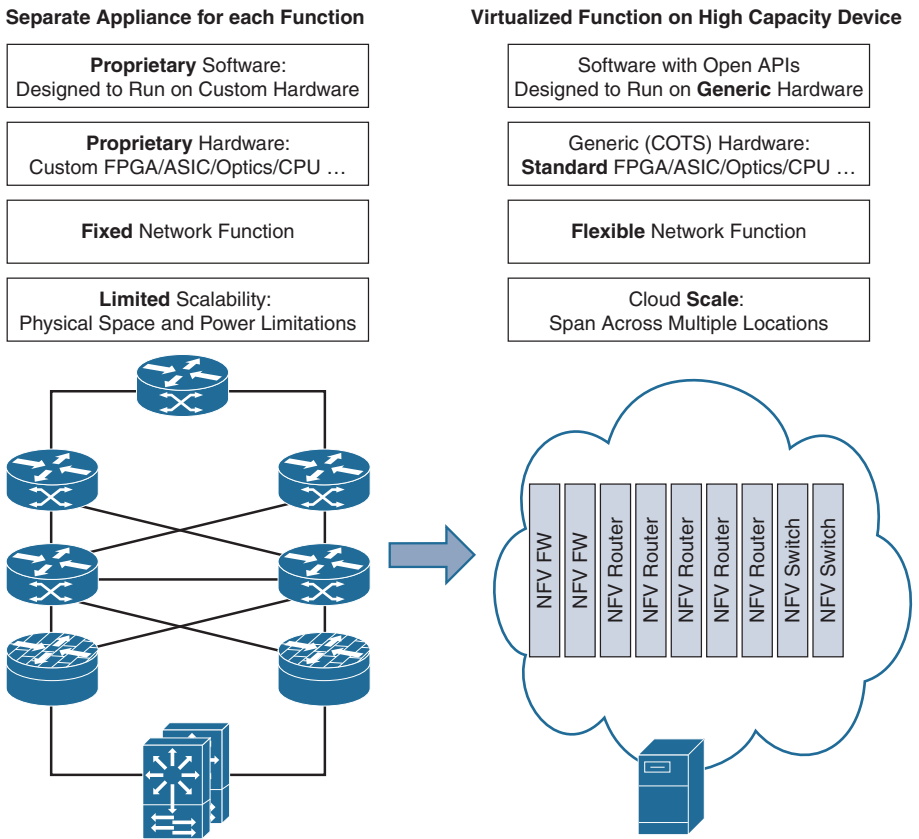 Separate Appliance for each Function
Proprietary Software:
Designed to Run on Custom Hardware
Proprietary Hardware:
Custom FPGA/ASIC/Optics/CPU …
Fixed Network Function
Limited Scalability:
Physical Space and Power Limitations
Virtualized Function on High Capacity Device
Software with Open APIs
Designed to Run on Generic Hardware
Generic (COTS) Hardware:
Standard FPGA/ASIC/Optics/CPU …
Flexible Network Function
Cloud Scale:
Span Across Multiple Locations
NFV FW
NFV FW
NFV Router
NFV Router
NFV Router
NFV Router
NFV Router
NFV Switch
NFV Switch